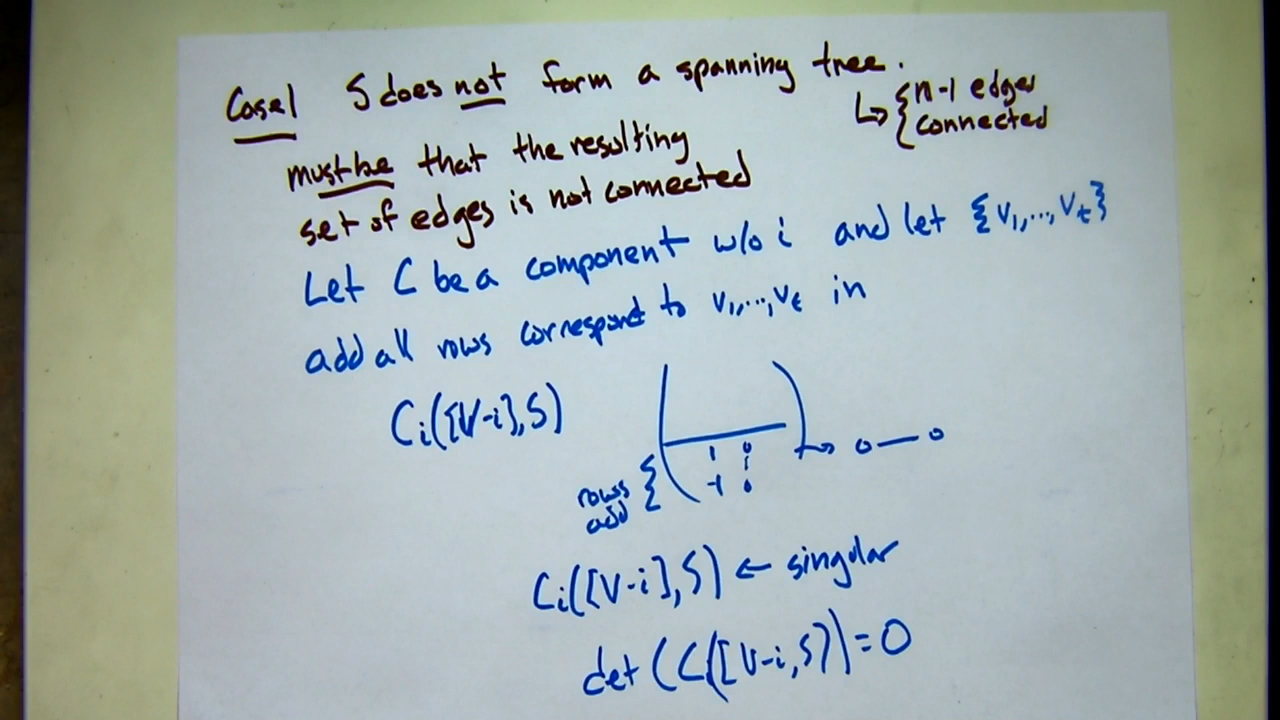 Case 1 S does not form a spanning tree.
↳ { n-1 edges
connected
must be that the resulting
set of edges is not connected
Let C be a component w/o i and let {v₁,...,vₜ}
add all rows correspond to v₁,...,vₜ in
Cᵢ([V-i],S)
1 0
-1 0
→ o—o
rows
add {
Cᵢ([V-i],S) ← singular
det(C([V-i,S))=0